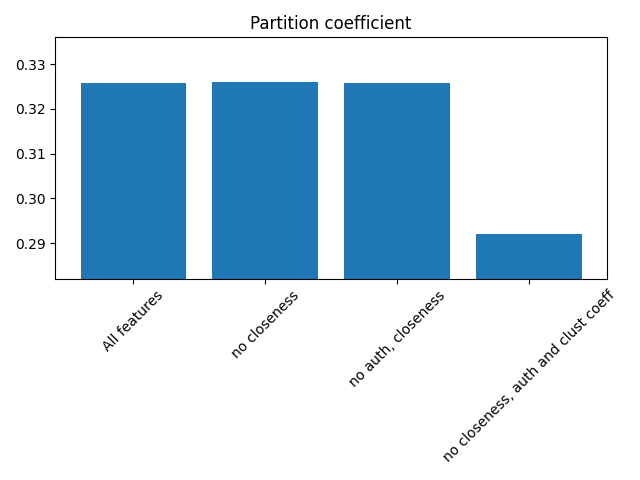 Partition coefficient
0.33
0.32
0.31
0.30
0.29
All features
no closeness
no auth, closeness
no closeness, auth and clust coeff